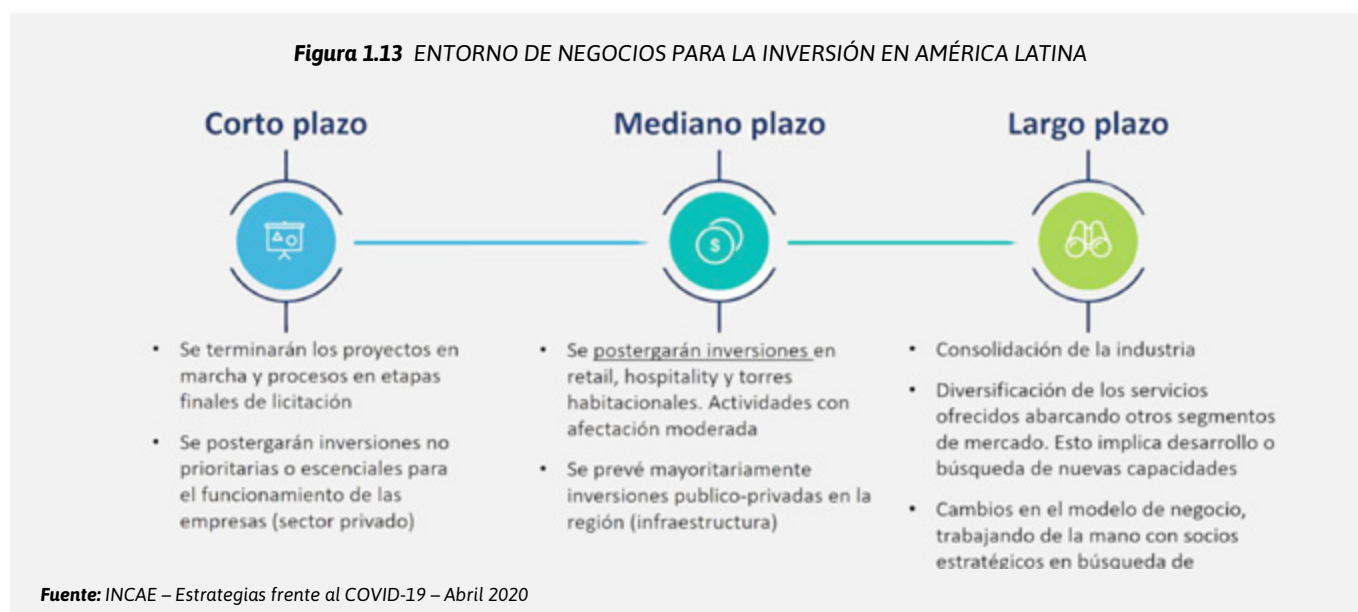 Figura 1.13 ENTORNO DE NEGOCIOS PARA LA INVERSIÓN EN AMÉRICA LATINA
Corto plazo
Mediano plazo
Largo plazo
$
• Se terminarán los proyectos en
marcha y procesos en etapas
finales de licitación
• Se postergarán inversiones no
prioritarias o escenciales para
el funcionamiento de las
empresas (sector privado)
• Se postergarán inversiones en
retail, hospitality y torres
habitacionales. Actividades con
afectación moderada
• Se prevé mayoritariamente
inversiones publico-privadas en la
región (infraestructura)
• Consolidación de la industria
• Diversificación de los servicios
ofrecidos abarcando otros segmentos
de mercado. Esto implica desarrollo o
búsqueda de nuevas capacidades
• Cambios en el modelo de negocio,
trabajando de la mano con socios
estratégicos en búsqueda de
Fuente: INCAE – Estrategias frente al COVID-19 – Abril 2020